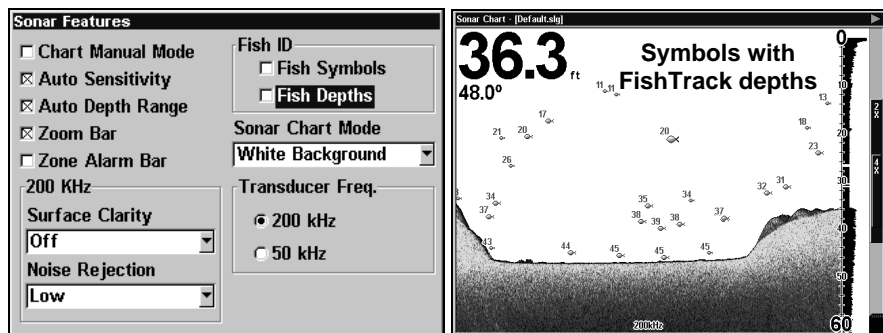 Sonar Features
Chart Manual Mode
Auto Sensitivity
Auto Depth Range
Zoom Bar
Zone Alarm Bar
Fish ID
Fish Symbols
Fish Depths
Sonar Chart Mode
White Background
200 KHz
Surface Clarity
Off
Noise Rejection
Low
Transducer Freq.
200 kHz
50 kHz
Sonar Chart - [Default.slg]
36.3 ft
48.0º
Symbols with
FishTrack depths
0
10
20
30
40
50
60
2x
4x
11 11
13
17
18
21
20
20
23
26
32
31
34
35
34
37
38
39
38
37
43
44
45
45
45
200kHz